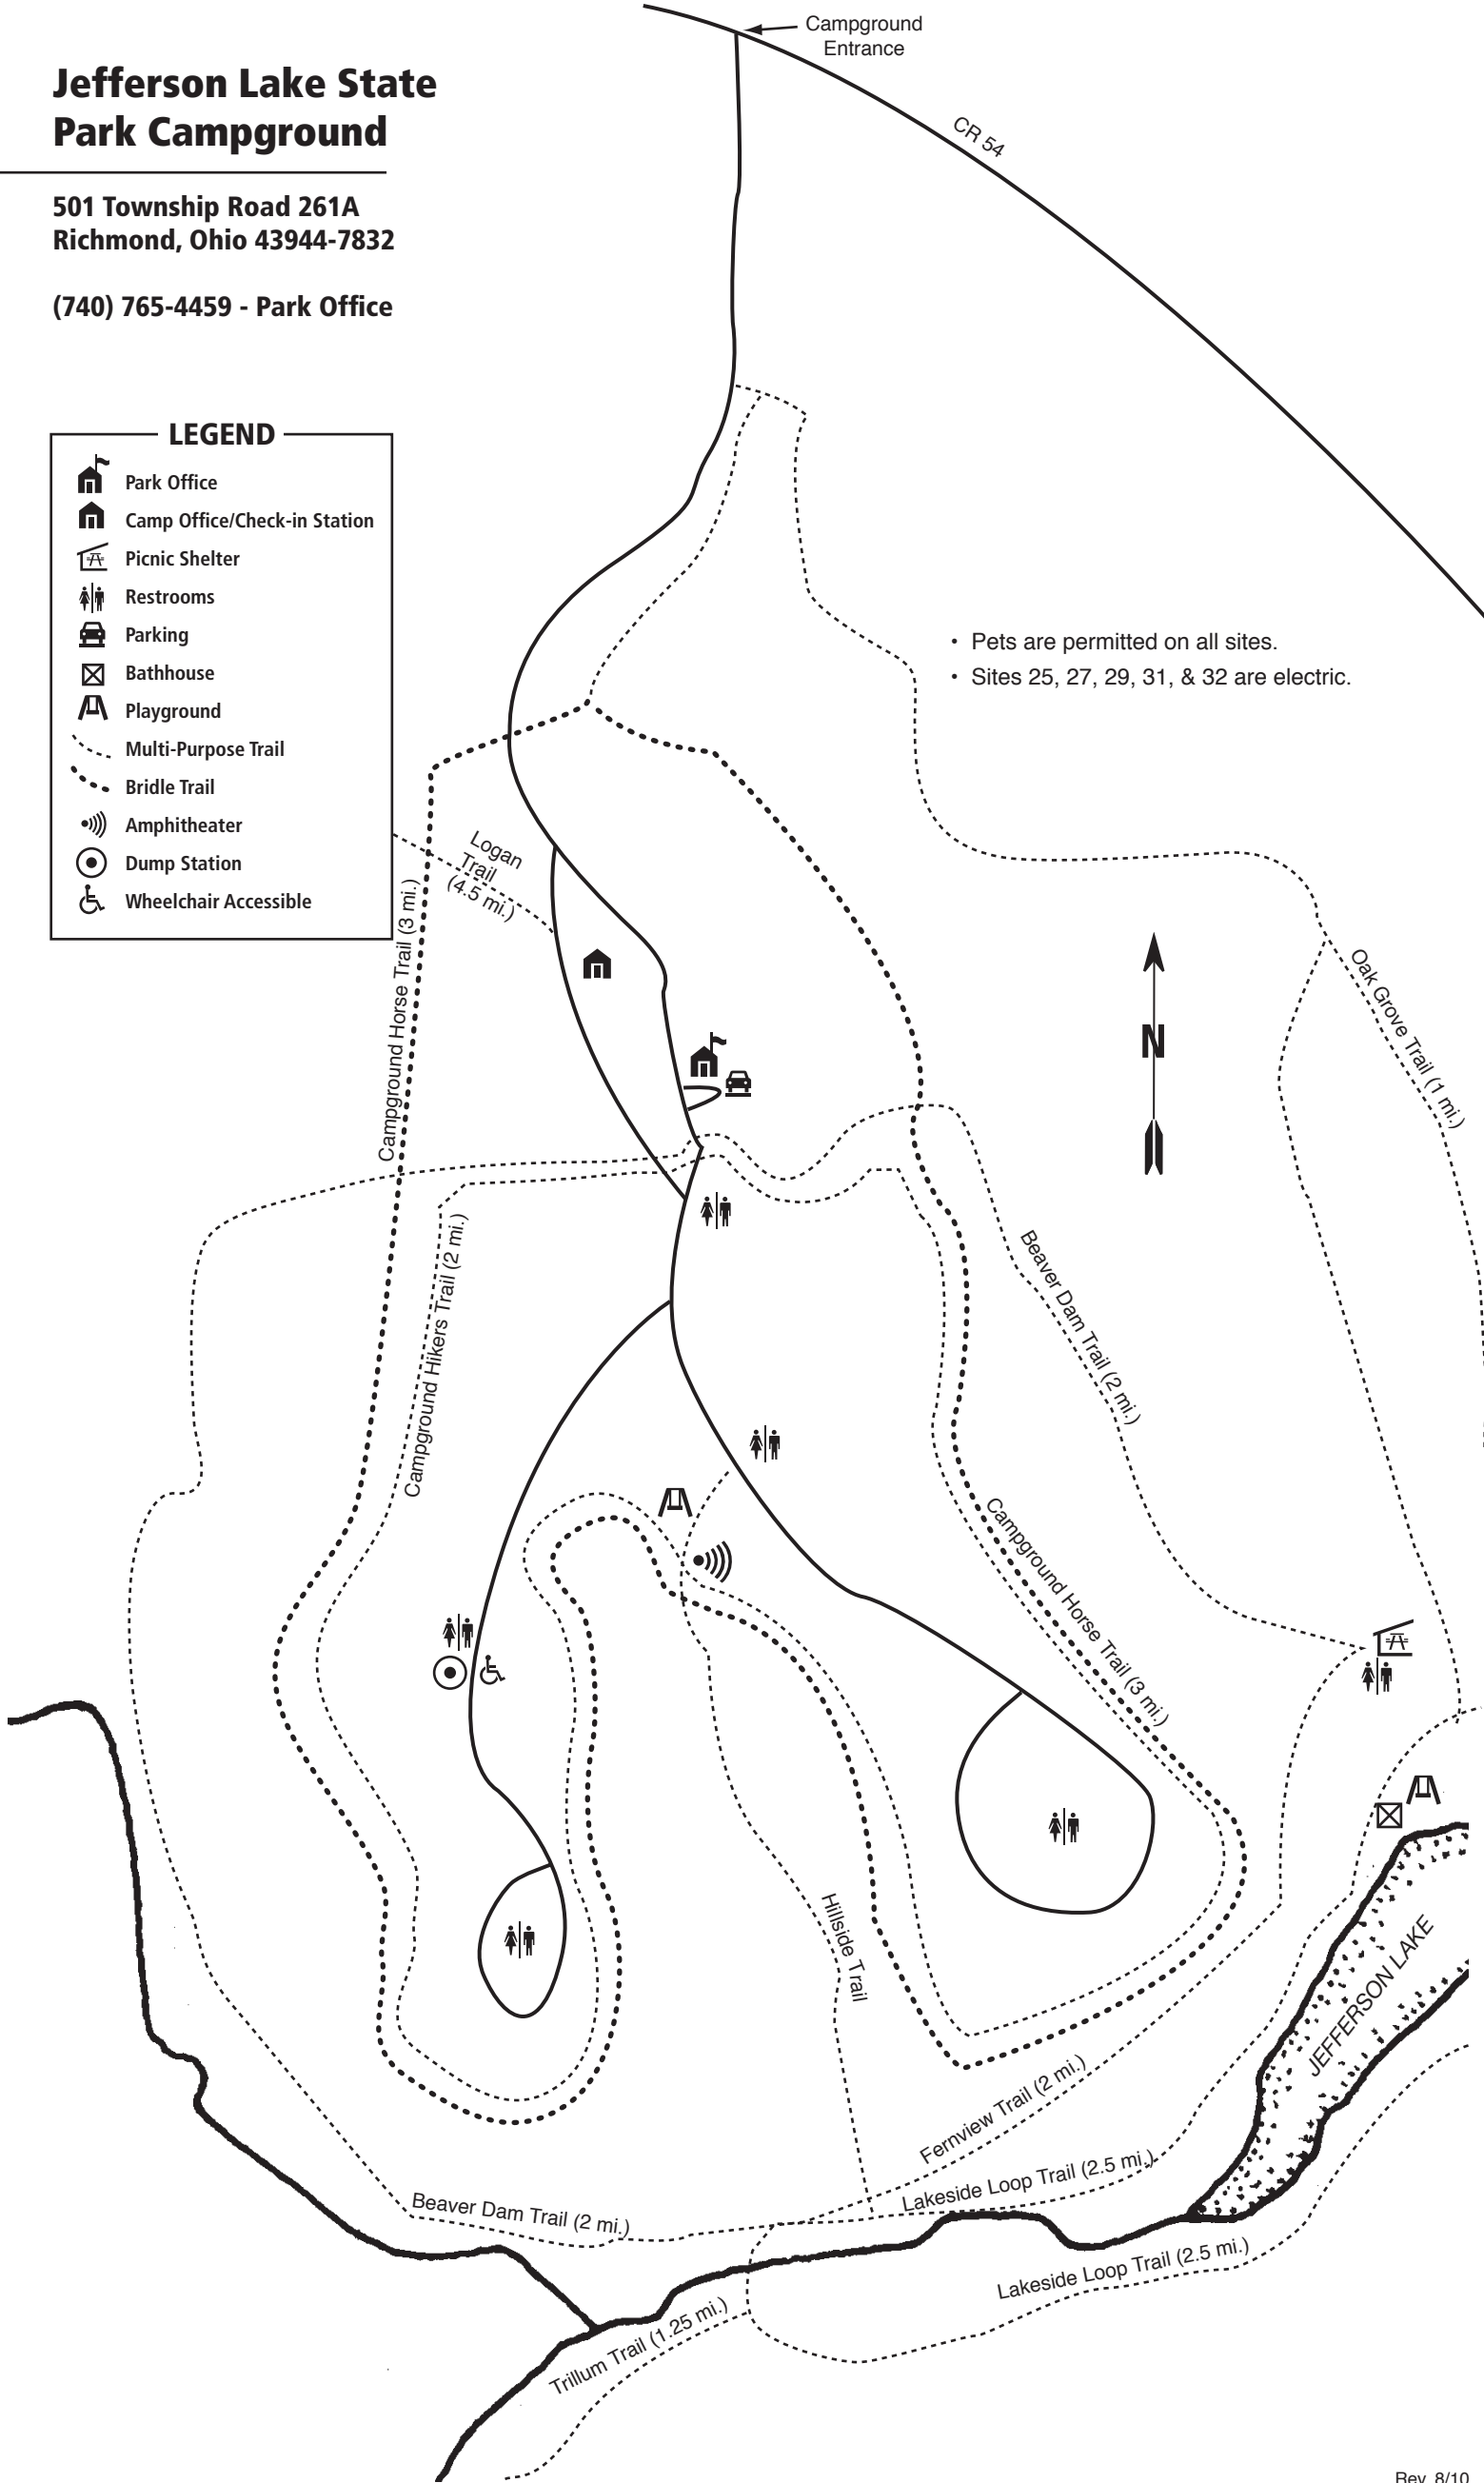 Campground
Entrance
Jefferson Lake State
Park Campground
CR 54
501 Township Road 261A
Richmond, Ohio 43944-7832
(740) 765-4459 - Park Office
LEGEND
Park Office
Camp Office/Check-in Station
Picnic Shelter
Restrooms
Parking
Bathhouse
Playground
Multi-Purpose Trail
Bridle Trail
Amphitheater
Dump Station
Wheelchair Accessible
• Pets are permitted on all sites.
• Sites 25, 27, 29, 31, & 32 are electric.
Logan
Trail
(4.5 mi.)
Campground Horse Trail (3 mi.)
Oak Grove Trail (1 mi.)
N
Campground Hikers Trail (2 mi.)
Beaver Dam Trail (2 mi.)
Campground Horse Trail (3 mi.)
Hillside Trail
JEFFERSON LAKE
Fernview Trail (2 mi.)
Lakeside Loop Trail (2.5 mi.)
Beaver Dam Trail (2 mi.)
Lakeside Loop Trail (2.5 mi.)
Trillum Trail (1.25 mi.)
Rev. 8/10